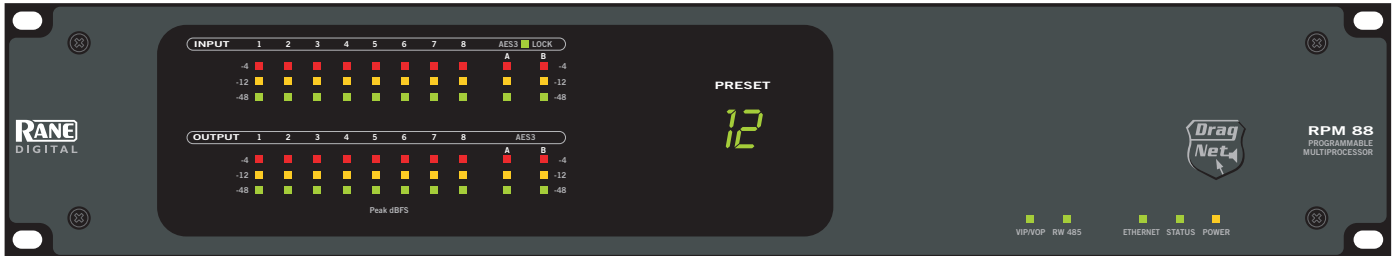 INPUT 1 2 3 4 5 6 7 8 AES3 LOCK
A B
-4 -4
-12 -12
-48 -48
OUTPUT 1 2 3 4 5 6 7 8 AES3
A B
-4 -4
-12 -12
-48 -48
Peak dBFS
PRESET
12
RANE
DIGITAL
Drag
Net
RPM 88
PROGRAMMABLE
MULTIPROCESSOR
VIP/VOP RW 485 ETHERNET STATUS POWER